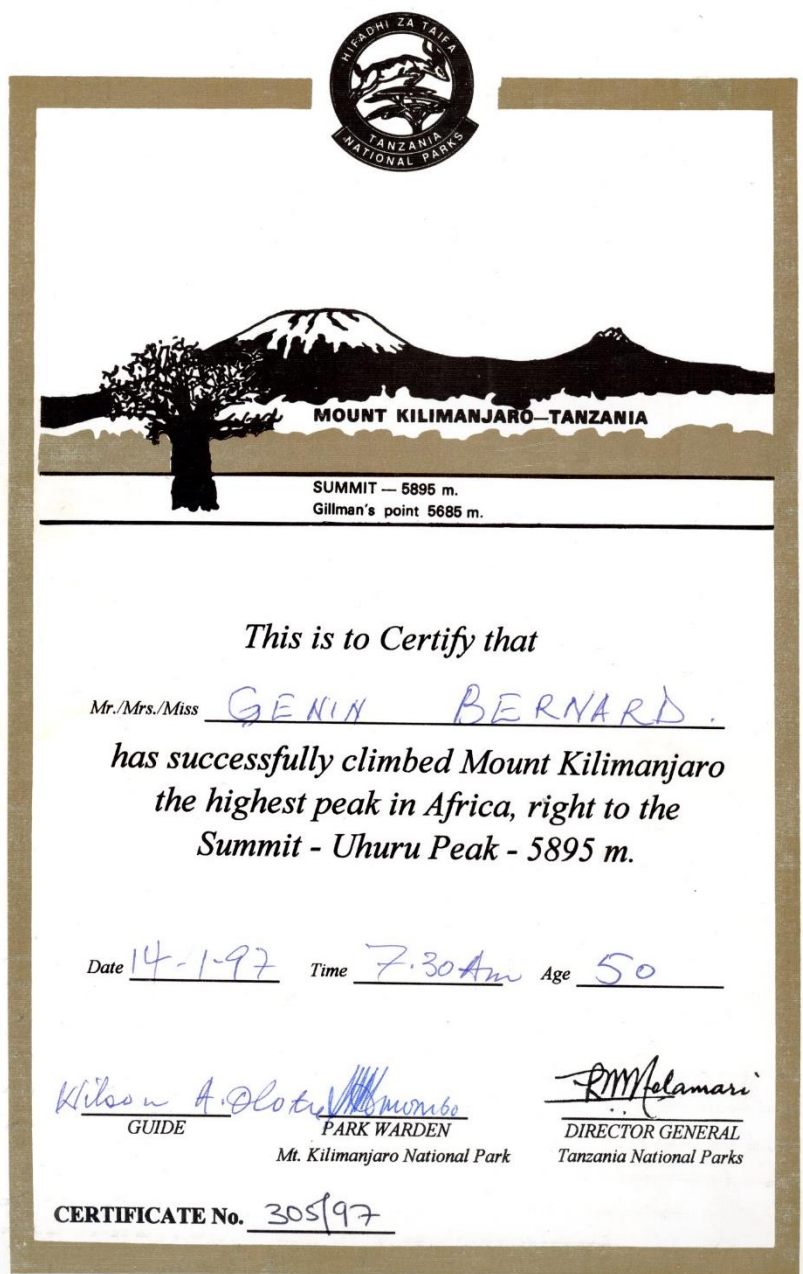 HIFADHI ZA TAIFA
TANZANIA
NATIONAL PARKS
MOUNT KILIMANJARO—TANZANIA
SUMMIT — 5895 m.
Gillman's point 5685 m.
This is to Certify that
Mr./Mrs./Miss GENIN BERNARD.
has successfully climbed Mount Kilimanjaro
the highest peak in Africa, right to the
Summit - Uhuru Peak - 5895 m.
Date 14-1-97 Time 7.30 Am Age 50
Wilson A.
GUIDE PARK WARDEN DIRECTOR GENERAL
Mt. Kilimanjaro National Park Tanzania National Parks
CERTIFICATE No. 305/97